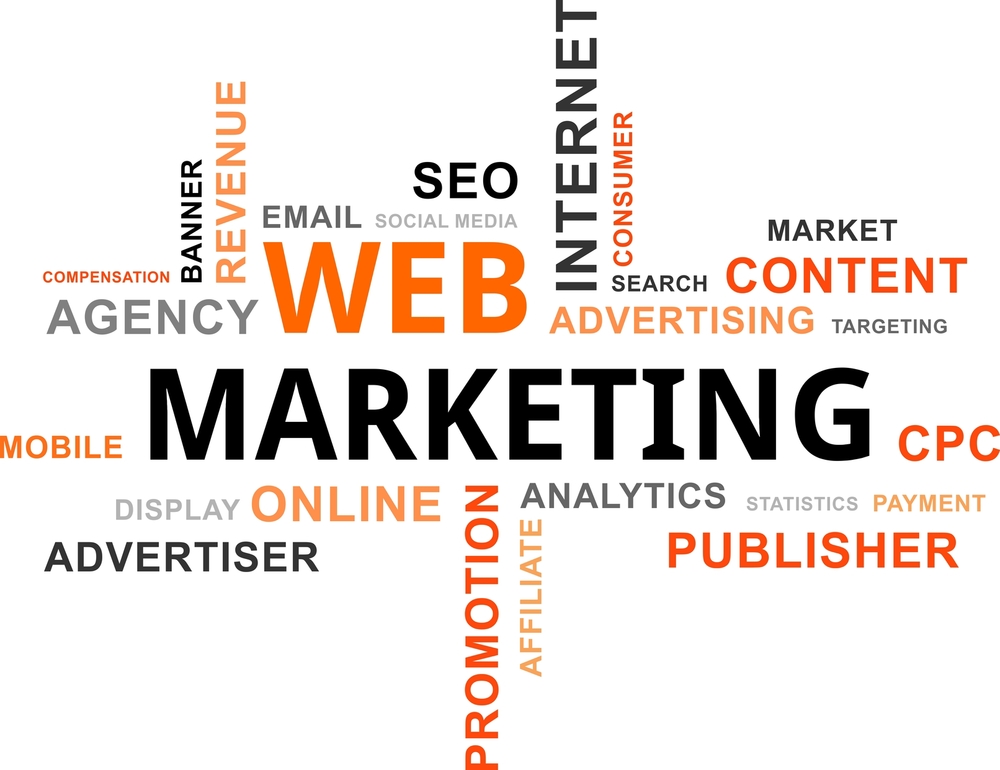 INTERNET
REVENUE
CONSUMER
BANNER
SEO
EMAIL SOCIAL MEDIA
MARKET
COMPENSATION
WEB
SEARCH
CONTENT
AGENCY
ADVERTISING
TARGETING
MARKETING
MOBILE
CPC
DISPLAY ONLINE
PROMOTION
ANALYTICS
STATISTICS PAYMENT
ADVERTISER
AFFILIATE
PUBLISHER